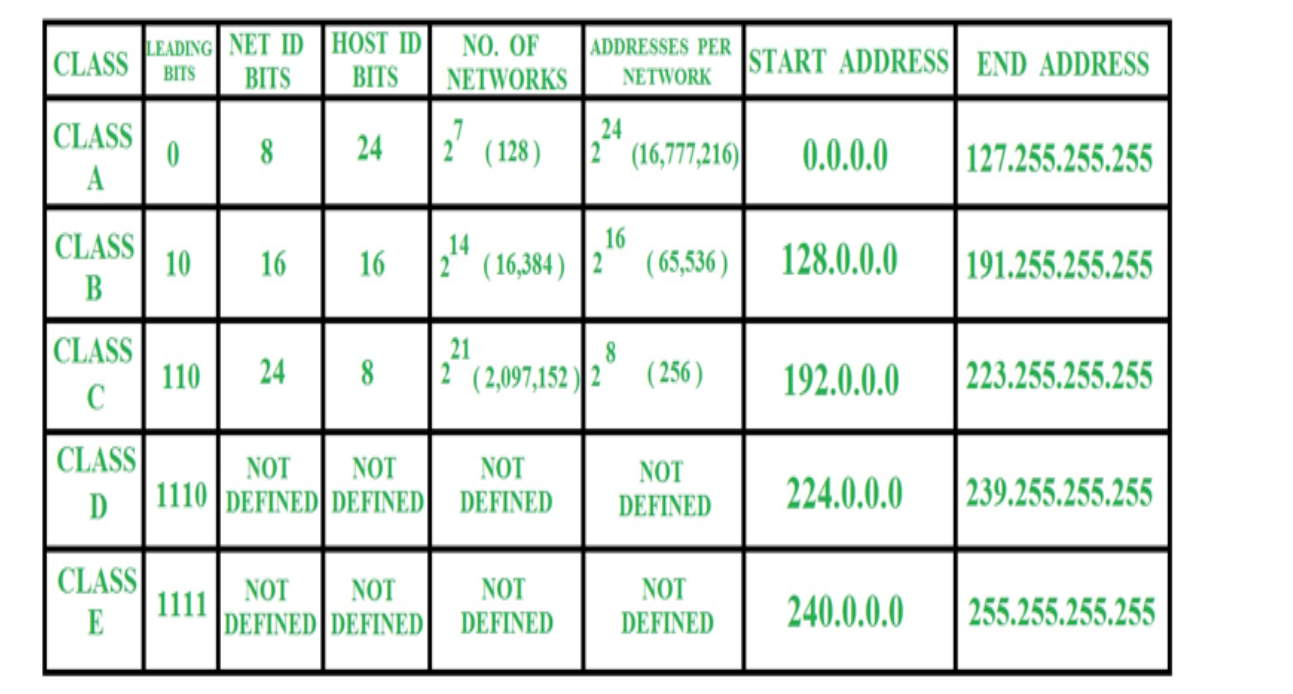 CLASS LEADING BITS NET ID BITS HOST ID BITS NO. OF NETWORKS ADDRESSES PER NETWORK START ADDRESS END ADDRESS
CLASS A 0 8 24 2^7 (128) 2^24 (16,777,216) 0.0.0.0 127.255.255.255
CLASS B 10 16 16 2^14 (16,384) 2^16 (65,536) 128.0.0.0 191.255.255.255
CLASS C 110 24 8 2^21 (2,097,152) 2^8 (256) 192.0.0.0 223.255.255.255
CLASS D 1110 NOT DEFINED NOT DEFINED NOT DEFINED NOT DEFINED 224.0.0.0 239.255.255.255
CLASS E 1111 NOT DEFINED NOT DEFINED NOT DEFINED NOT DEFINED 240.0.0.0 255.255.255.255